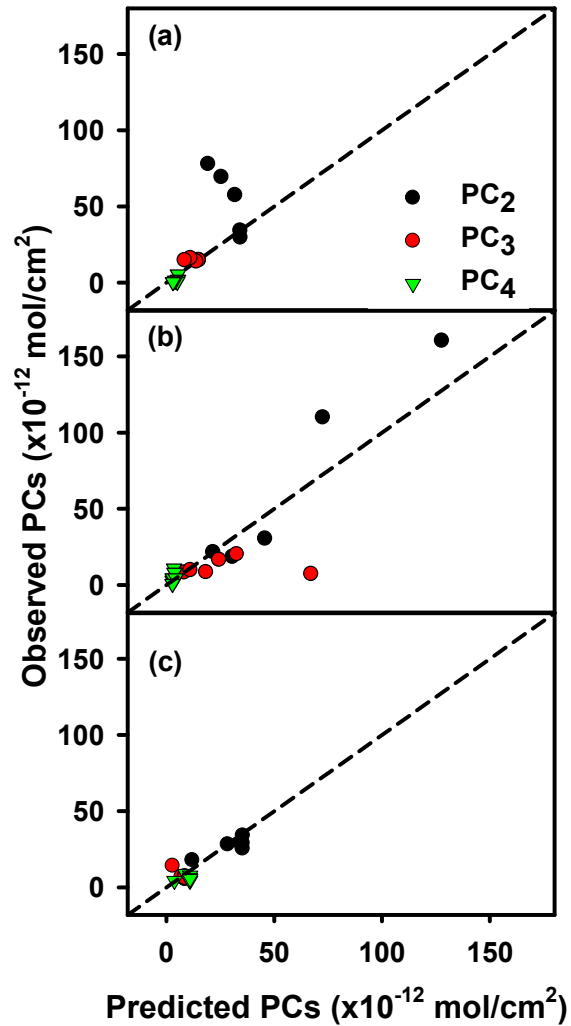 (a)
150
100
50
0
PC2
PC3
PC4
(b)
150
100
50
0
(c)
150
100
50
0
0 50 100 150
Observed PCs (x10-12 mol/cm2)
Predicted PCs (x10-12 mol/cm2)